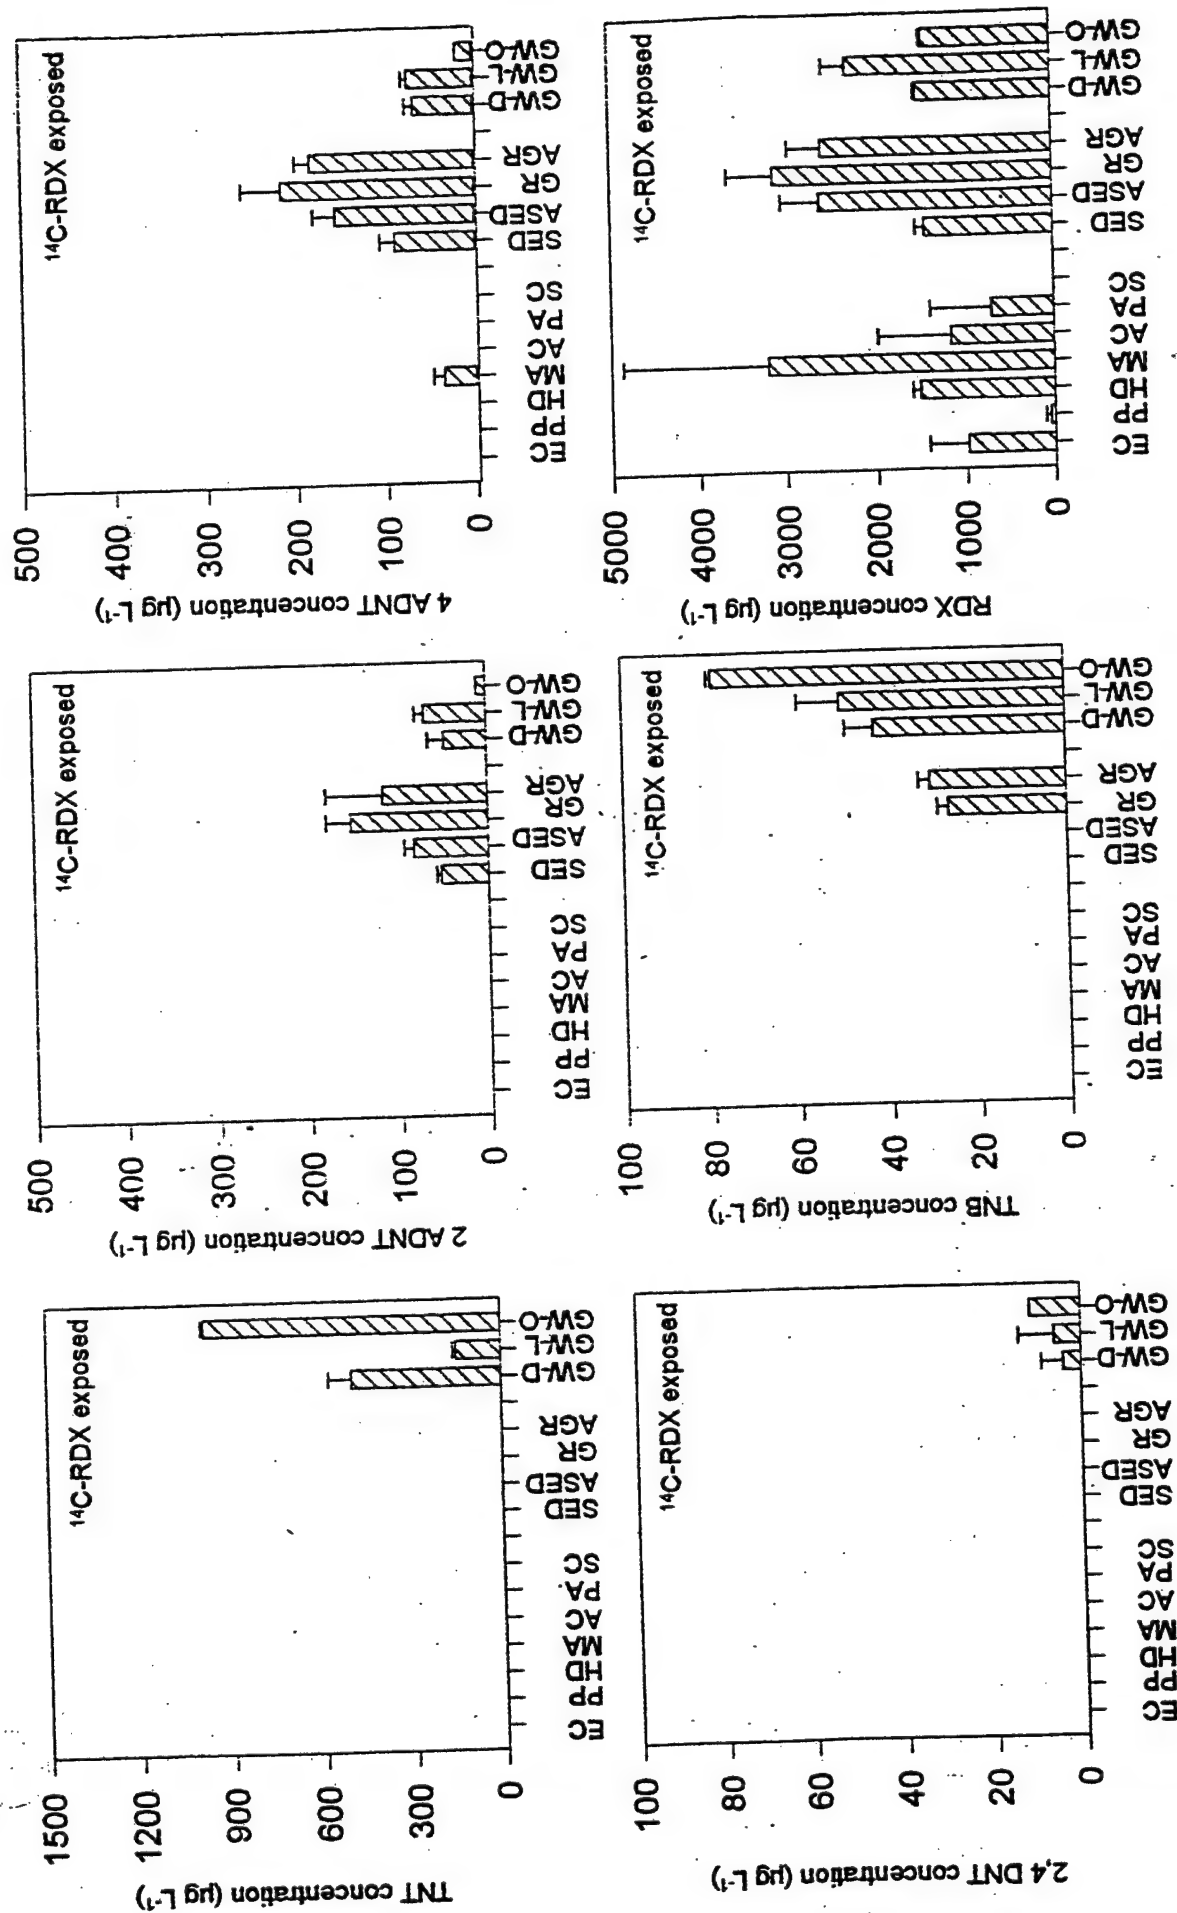 TNT concentration (µg L⁻¹)
1500
1200
900
600
300
0
¹⁴C-RDX exposed
EC
PP
HD
MA
AC
PA
SC
SED
ASED
GR
AGR
GW-D
GW-L
GW-O
2 ADNT concentration (µg L⁻¹)
500
400
300
200
100
0
¹⁴C-RDX exposed
EC
PP
HD
MA
AC
PA
SC
SED
ASED
GR
AGR
GW-D
GW-L
GW-O
4 ADNT concentration (µg L⁻¹)
500
400
300
200
100
0
¹⁴C-RDX exposed
EC
PP
HD
MA
AC
PA
SC
SED
ASED
GR
AGR
GW-D
GW-L
GW-O
2,4 DNT concentration (µg L⁻¹)
100
80
60
40
20
0
¹⁴C-RDX exposed
EC
PP
HD
MA
AC
PA
SC
SED
ASED
GR
AGR
GW-D
GW-L
GW-O
TNB concentration (µg L⁻¹)
100
80
60
40
20
0
¹⁴C-RDX exposed
EC
PP
HD
MA
AC
PA
SC
SED
ASED
GR
AGR
GW-D
GW-L
GW-O
RDX concentration (µg L⁻¹)
5000
4000
3000
2000
1000
0
¹⁴C-RDX exposed
EC
PP
HD
MA
AC
PA
SC
SED
ASED
GR
AGR
GW-D
GW-L
GW-O